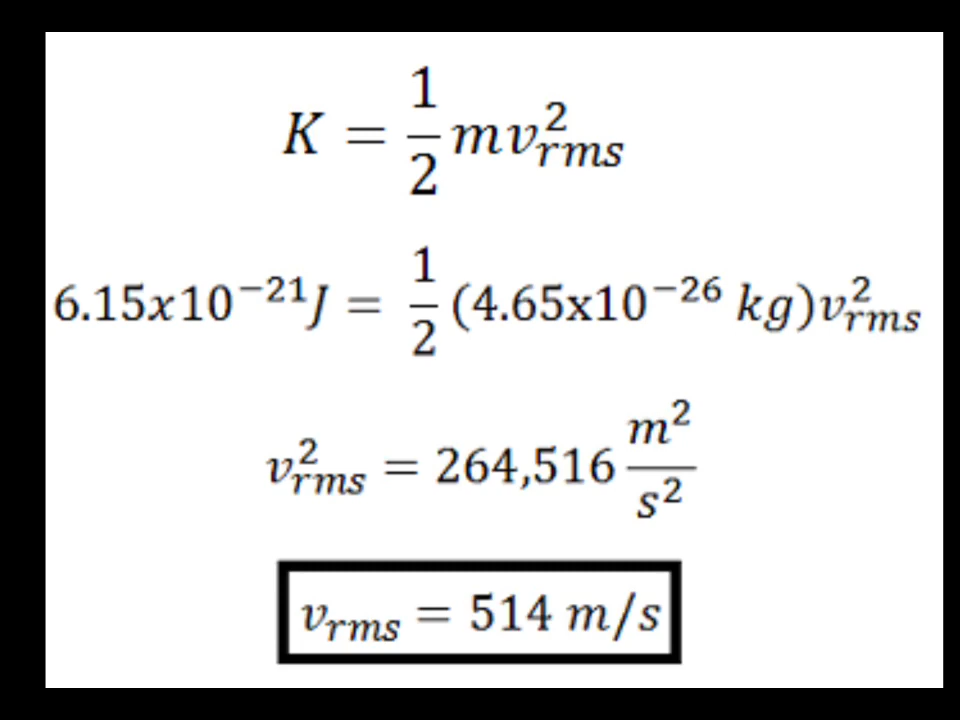 K = 1/2 mv²rms
6.15x10⁻²¹J = 1/2 (4.65x10⁻²⁶ kg)v²rms
v²rms = 264,516 m²/s²
vrms = 514 m/s